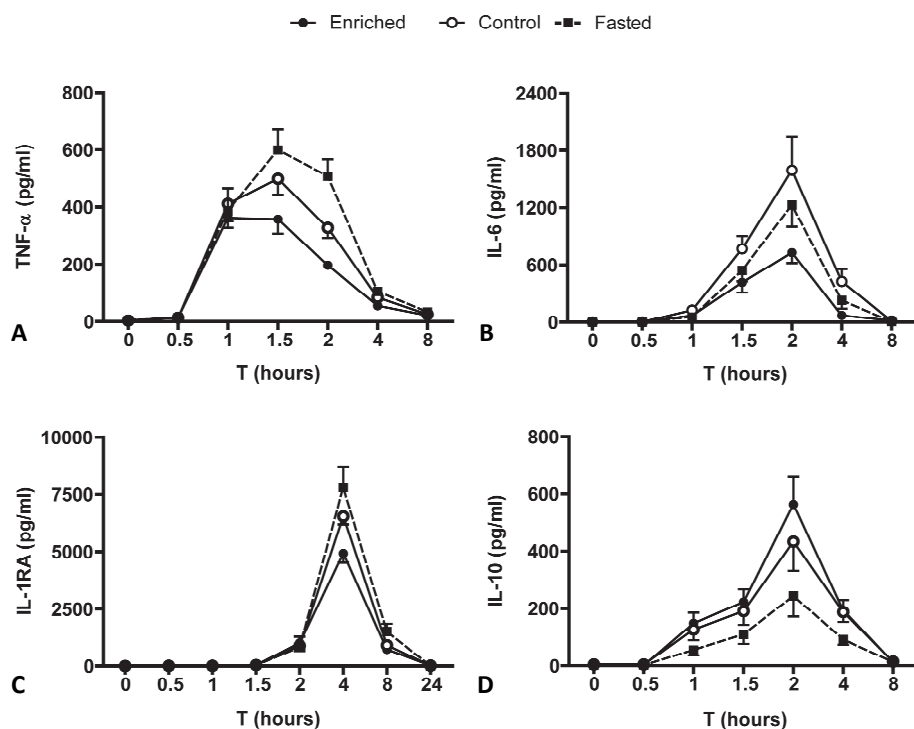 Enriched Control Fasted
TNF-α (pg/ml)
800
600
400
200
0
0 0.5 1 1.5 2 4 8
T (hours)
A
IL-6 (pg/ml)
2400
1800
1200
600
0
0 0.5 1 1.5 2 4 8
T (hours)
B
IL-1RA (pg/ml)
10000
7500
5000
2500
0
0 0.5 1 1.5 2 4 8 24
T (hours)
C
IL-10 (pg/ml)
800
600
400
200
0
0 0.5 1 1.5 2 4 8
T (hours)
D